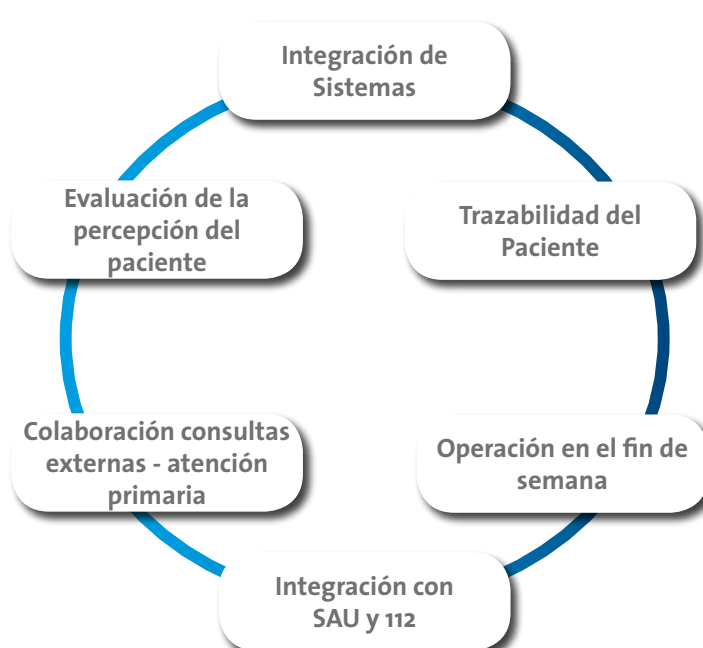 Integración de
Sistemas
Evaluación de la
percepción del
paciente
Trazabilidad del
Paciente
Colaboración consultas
externas - atención
primaria
Operación en el fin de
semana
Integración con
SAU y 112